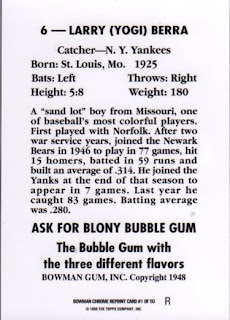 6 — LARRY (YOGI) BERRA
Catcher—N. Y. Yankees
Born: St. Louis, Mo. 1925
Bats: Left Throws: Right
Height: 5:8 Weight: 180
A "sand lot" boy from Missouri, one
of baseball's most colorful players.
First played with Norfolk. After two
war service years, joined the Newark
Bears in 1946 to play in 77 games, hit
15 homers, batted in 59 runs and
built an average of .314. He joined the
Yanks at the end of that season to
appear in 7 games. Last year he
caught 83 games. Batting average
was .280.
ASK FOR BLONY BUBBLE GUM
The Bubble Gum with
the three different flavors
BOWMAN GUM, INC. Copyright 1948
BOWMAN CHROME REPRINT CARD #1 OF 50 R
© 1998 THE TOPPS COMPANY, INC.